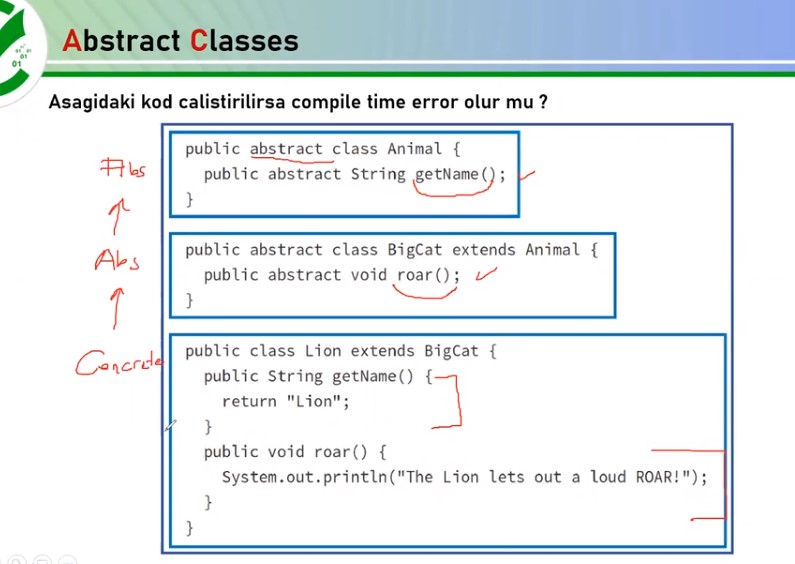 Abstract Classes
01
Asagidaki kod calistirilirsa compile time error olur mu ?
public abstract class Animal {
public abstract String getName();
}
Abs
public abstract class BigCat extends Animal {
public abstract void roar();
}
Abs
public class Lion extends BigCat {
public String getName() {
return "Lion";
}
public void roar() {
System.out.println("The Lion lets out a loud ROAR!");
}
}
Concrete